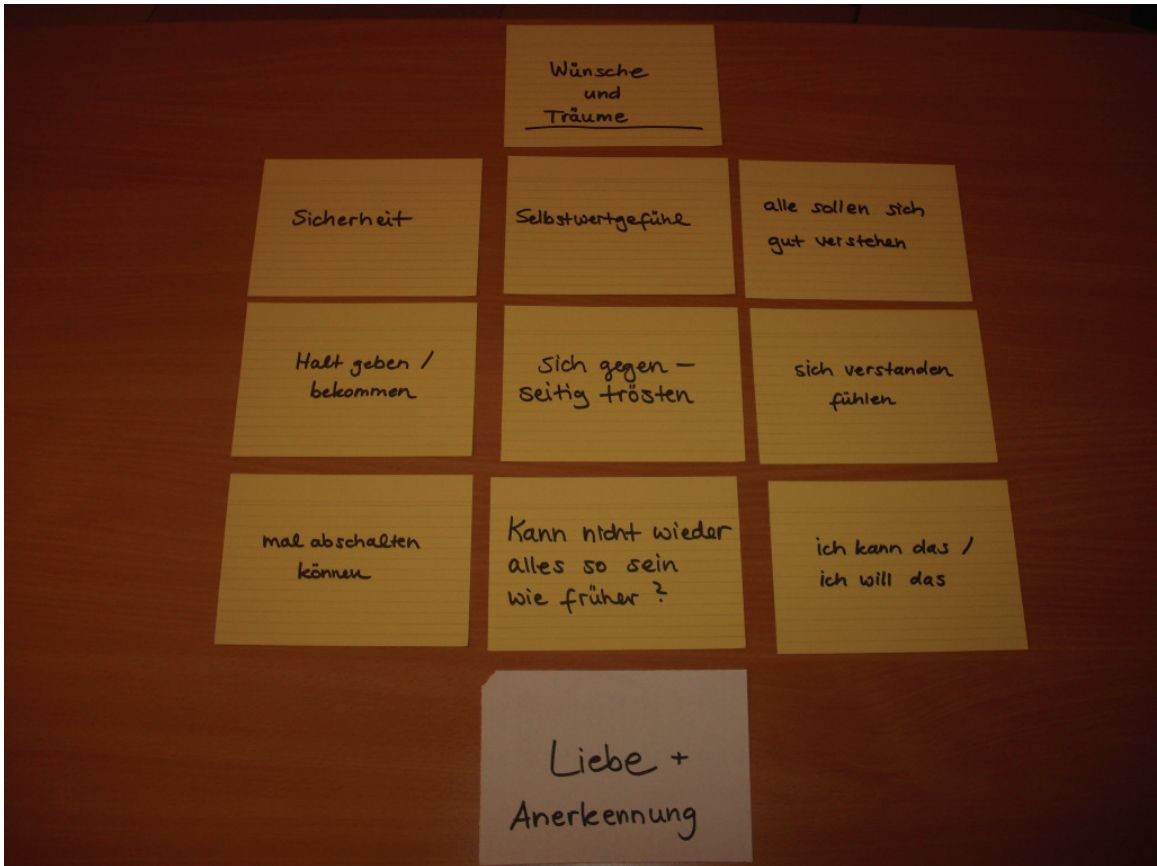 Wünsche
und
Träume
Sicherheit
Selbstwertgefühl
alle sollen sich
gut verstehen
Halt geben /
bekommen
sich gegen -
seitig trösten
sich verstanden
fühlen
mal abschalten
können
Kann nicht wieder
alles so sein
wie früher ?
ich kann das /
ich will das
Liebe +
Anerkennung